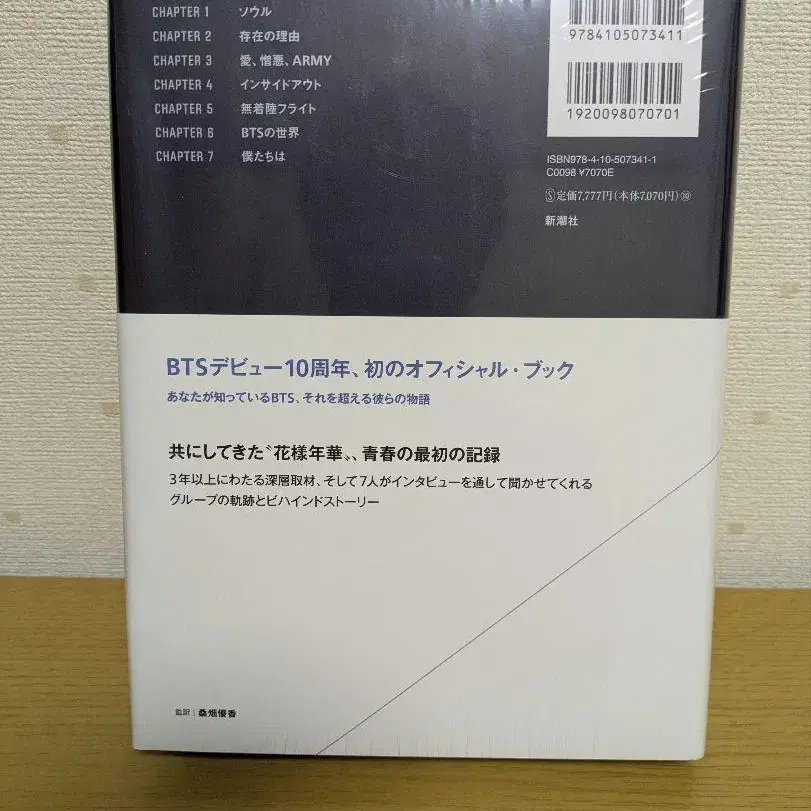 CHAPTER 1 ソウル
CHAPTER 2 存在の理由
CHAPTER 3 愛、憎悪、ARMY
CHAPTER 4 インサイドアウト
CHAPTER 5 無着陸フライト
CHAPTER 6 BTSの世界
CHAPTER 7 僕たちは
9784105073411
1920098070701
ISBN978-4-10-507341-1
C0098 ¥7070E
Ⓢ定価7,777円(本体7,070円)⑩
新潮社
BTSデビュー10周年、初のオフィシャル・ブック
あなたが知っているBTS、それを超える彼らの物語
共にしてきた〝花様年華〟、青春の最初の記録
3年以上にわたる深層取材、そして7人がインタビューを通して聞かせてくれる
グループの軌跡とビハインドストーリー
監訳|桑畑優香